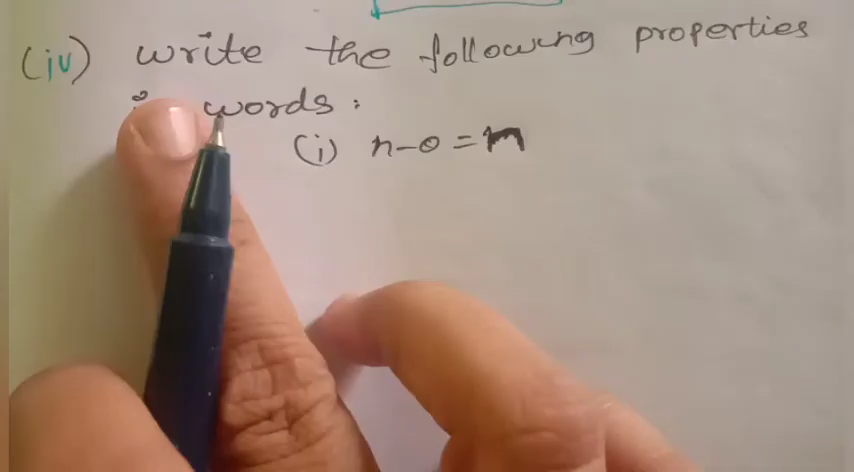 (iv) write the following properties
words :
(i) n-0=n